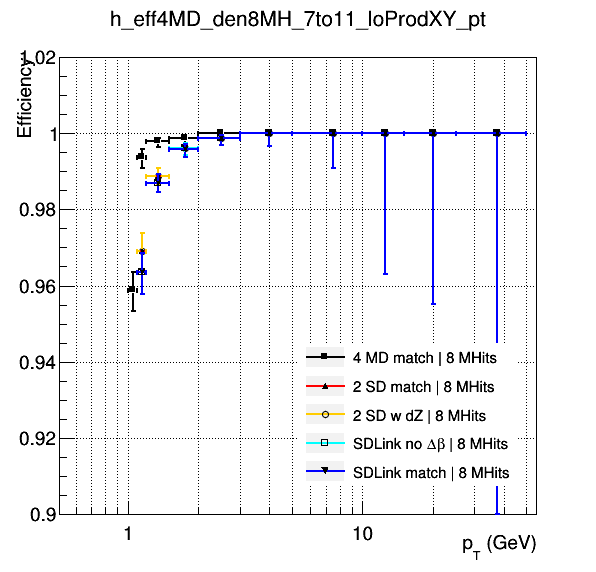 h_eff4MD_den8MH_7to11_loProdXY_pt
Efficiency
1.02
1
0.98
0.96
0.94
0.92
0.9
4 MD match | 8 MHits
2 SD match | 8 MHits
2 SD w dZ | 8 MHits
SDLink no Δβ | 8 MHits
SDLink match | 8 MHits
1 10
p_T (GeV)